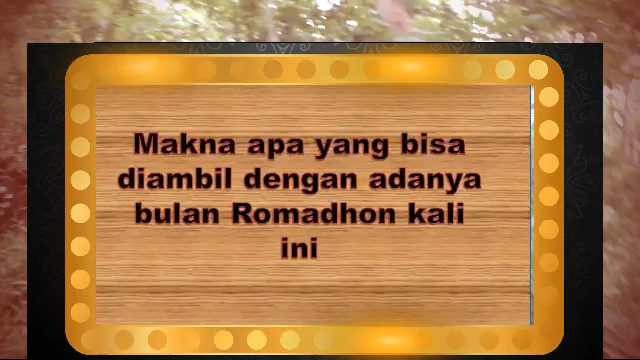 Makna apa yang bisa
diambil dengan adanya
bulan Romadhon kali
ini